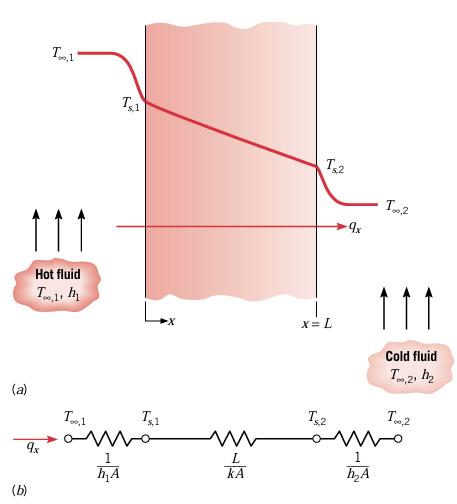 T∞,1
Ts,1
Ts,2
T∞,2
qx
Hot fluid
T∞,1, h1
x
x = L
Cold fluid
T∞,2, h2
(a)
T∞,1 Ts,1 Ts,2 T∞,2
qx
1/h1A L/kA 1/h2A
(b)